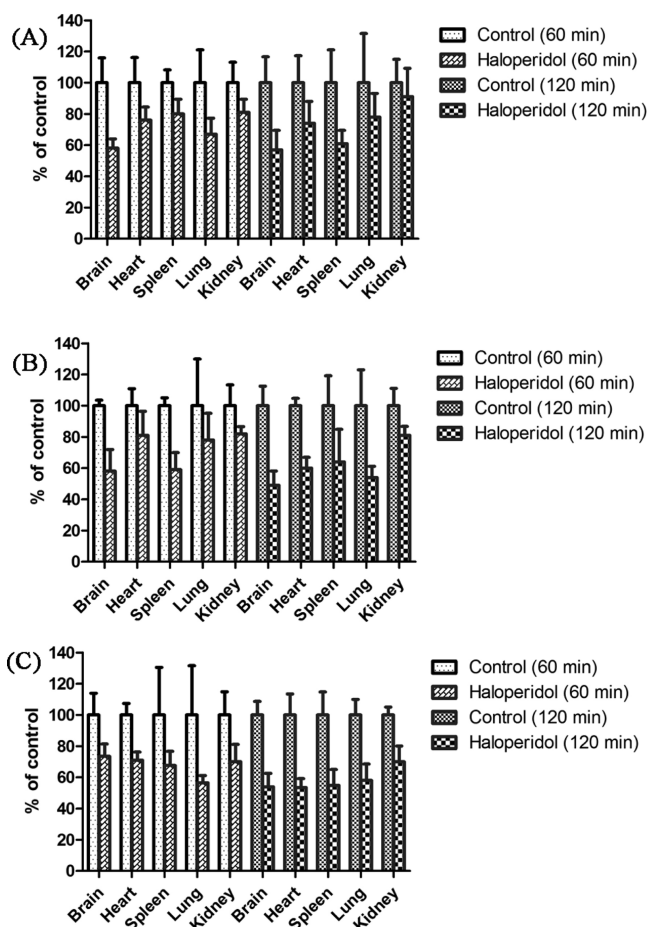 (A)
% of control
140
120
100
80
60
40
20
0
Brain
Heart
Spleen
Lung
Kidney
Brain
Heart
Spleen
Lung
Kidney
Control (60 min)
Haloperidol (60 min)
Control (120 min)
Haloperidol (120 min)
(B)
% of control
140
120
100
80
60
40
20
0
Brain
Heart
Spleen
Lung
Kidney
Brain
Heart
Spleen
Lung
Kidney
Control (60 min)
Haloperidol (60 min)
Control (120 min)
Haloperidol (120 min)
(C)
% of control
140
120
100
80
60
40
20
0
Brain
Heart
Spleen
Lung
Kidney
Brain
Heart
Spleen
Lung
Kidney
Control (60 min)
Haloperidol (60 min)
Control (120 min)
Haloperidol (120 min)